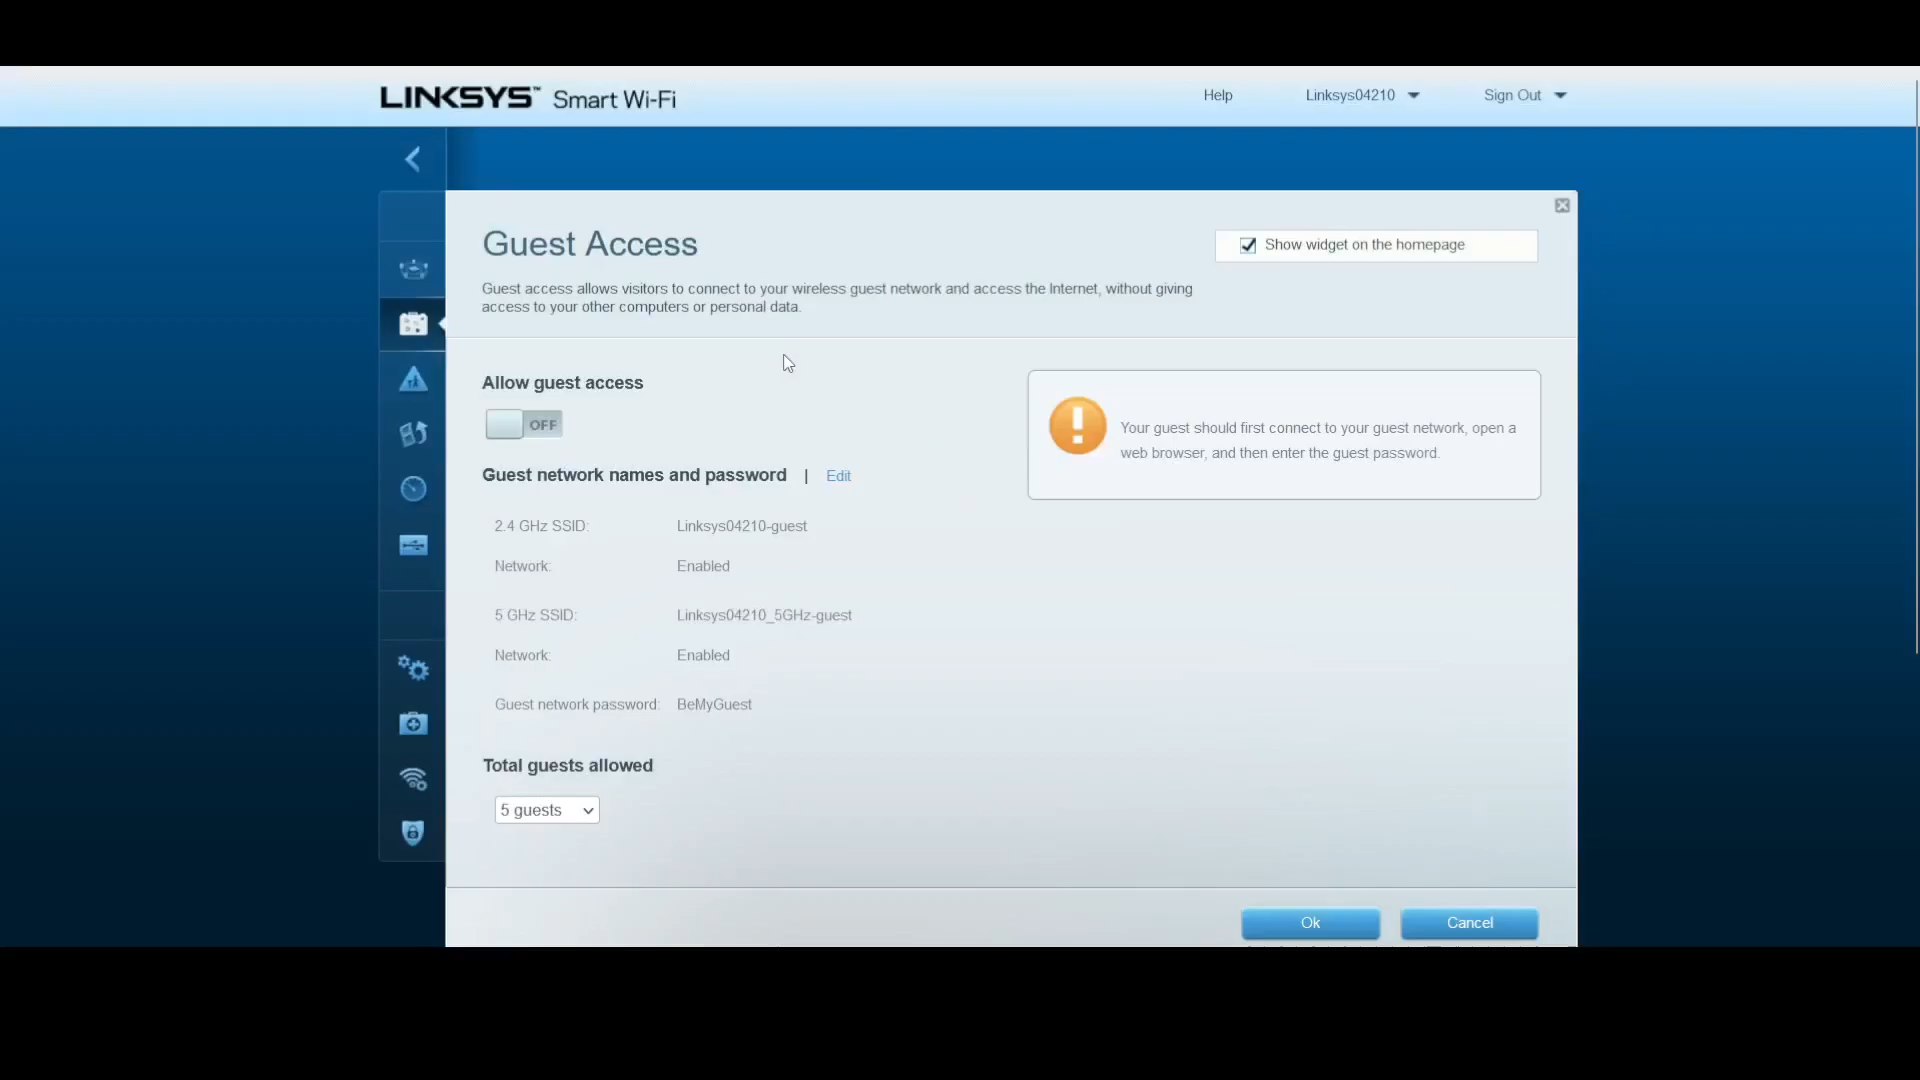 LINKSYS™ Smart Wi-Fi
Help
Linksys04210
Sign Out
Guest Access
Show widget on the homepage
Guest access allows visitors to connect to your wireless guest network and access the Internet, without giving
access to your other computers or personal data.
Allow guest access
OFF
Your guest should first connect to your guest network, open a
web browser, and then enter the guest password.
Guest network names and password | Edit
2.4 GHz SSID: Linksys04210-guest
Network: Enabled
5 GHz SSID: Linksys04210_5GHz-guest
Network: Enabled
Guest network password: BeMyGuest
Total guests allowed
5 guests
Ok
Cancel